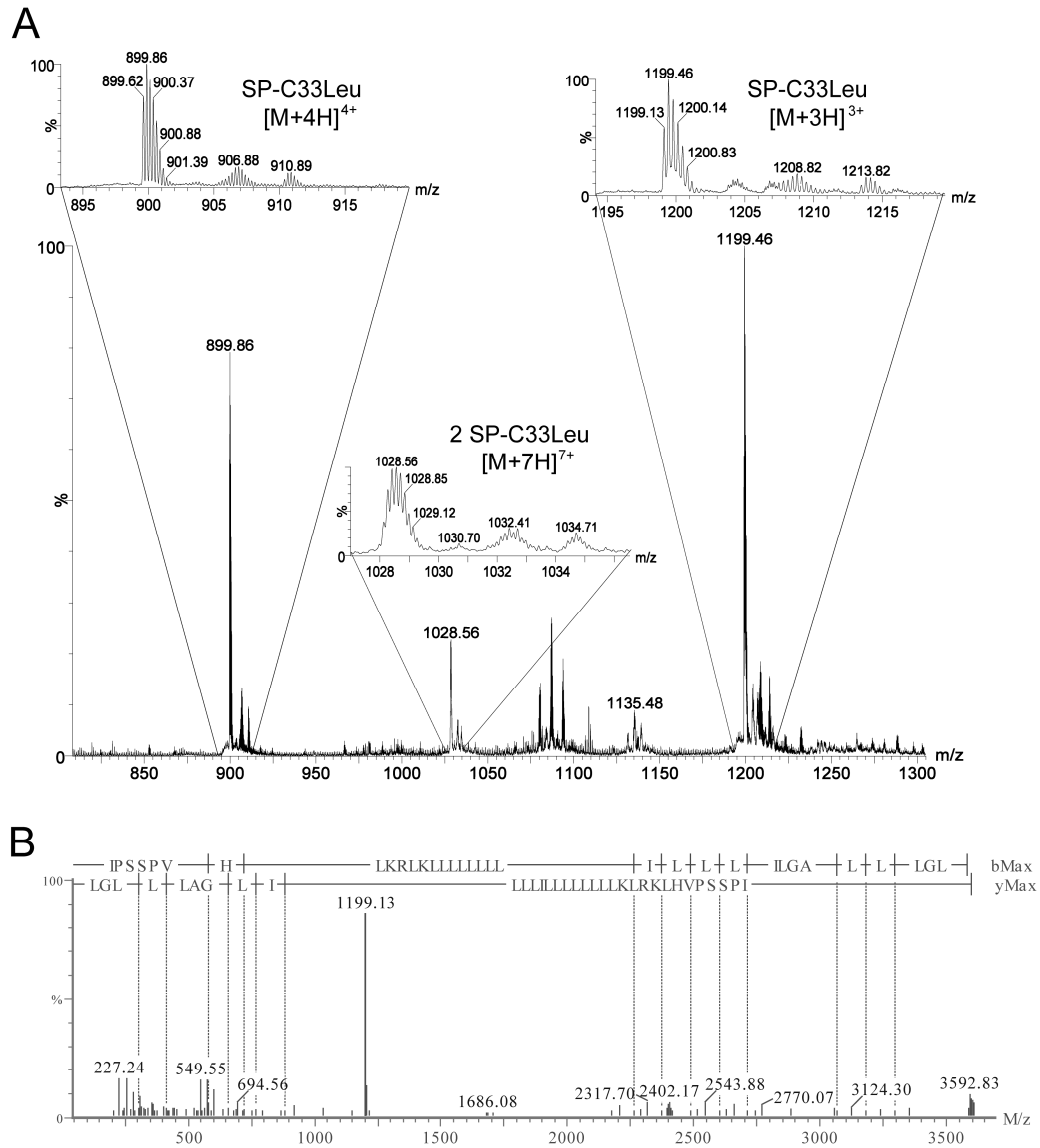 A
100
%
0
899.86
899.62
900.37
900.88
901.39
906.88
910.89
SP-C33Leu
[M+4H]4+
895 900 905 910 915
m/z
100
%
0
1199.46
1199.13
1200.14
1200.83
1208.82
1213.82
SP-C33Leu
[M+3H]3+
1195 1200 1205 1210 1215
m/z
100
%
0
899.86
1199.46
2 SP-C33Leu
[M+7H]7+
%
0
1028.56
1028.85
1029.12
1030.70
1032.41
1034.71
1028 1030 1032 1034
m/z
1028.56
1135.48
850 900 950 1000 1050 1100 1150 1200 1250 1300
m/z
B
IPSSPV H LKRLKLLLLLLLL I L L L ILGA L L LGL bMax
LGL L LAG L I LLLILLLLLLLLKLRKLHVPSSPI yMax
100
%
0
1199.13
227.24
549.55
694.56
1686.08
2317.70
2402.17
2543.88
2770.07
3124.30
3592.83
500 1000 1500 2000 2500 3000 3500
M/z